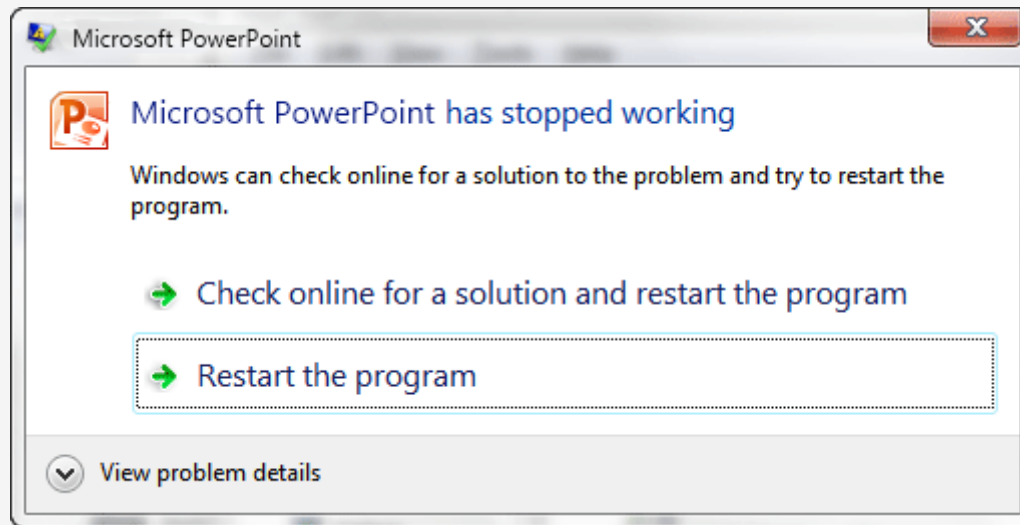 Microsoft PowerPoint
Microsoft PowerPoint has stopped working
Windows can check online for a solution to the problem and try to restart the
program.
Check online for a solution and restart the program
Restart the program
View problem details